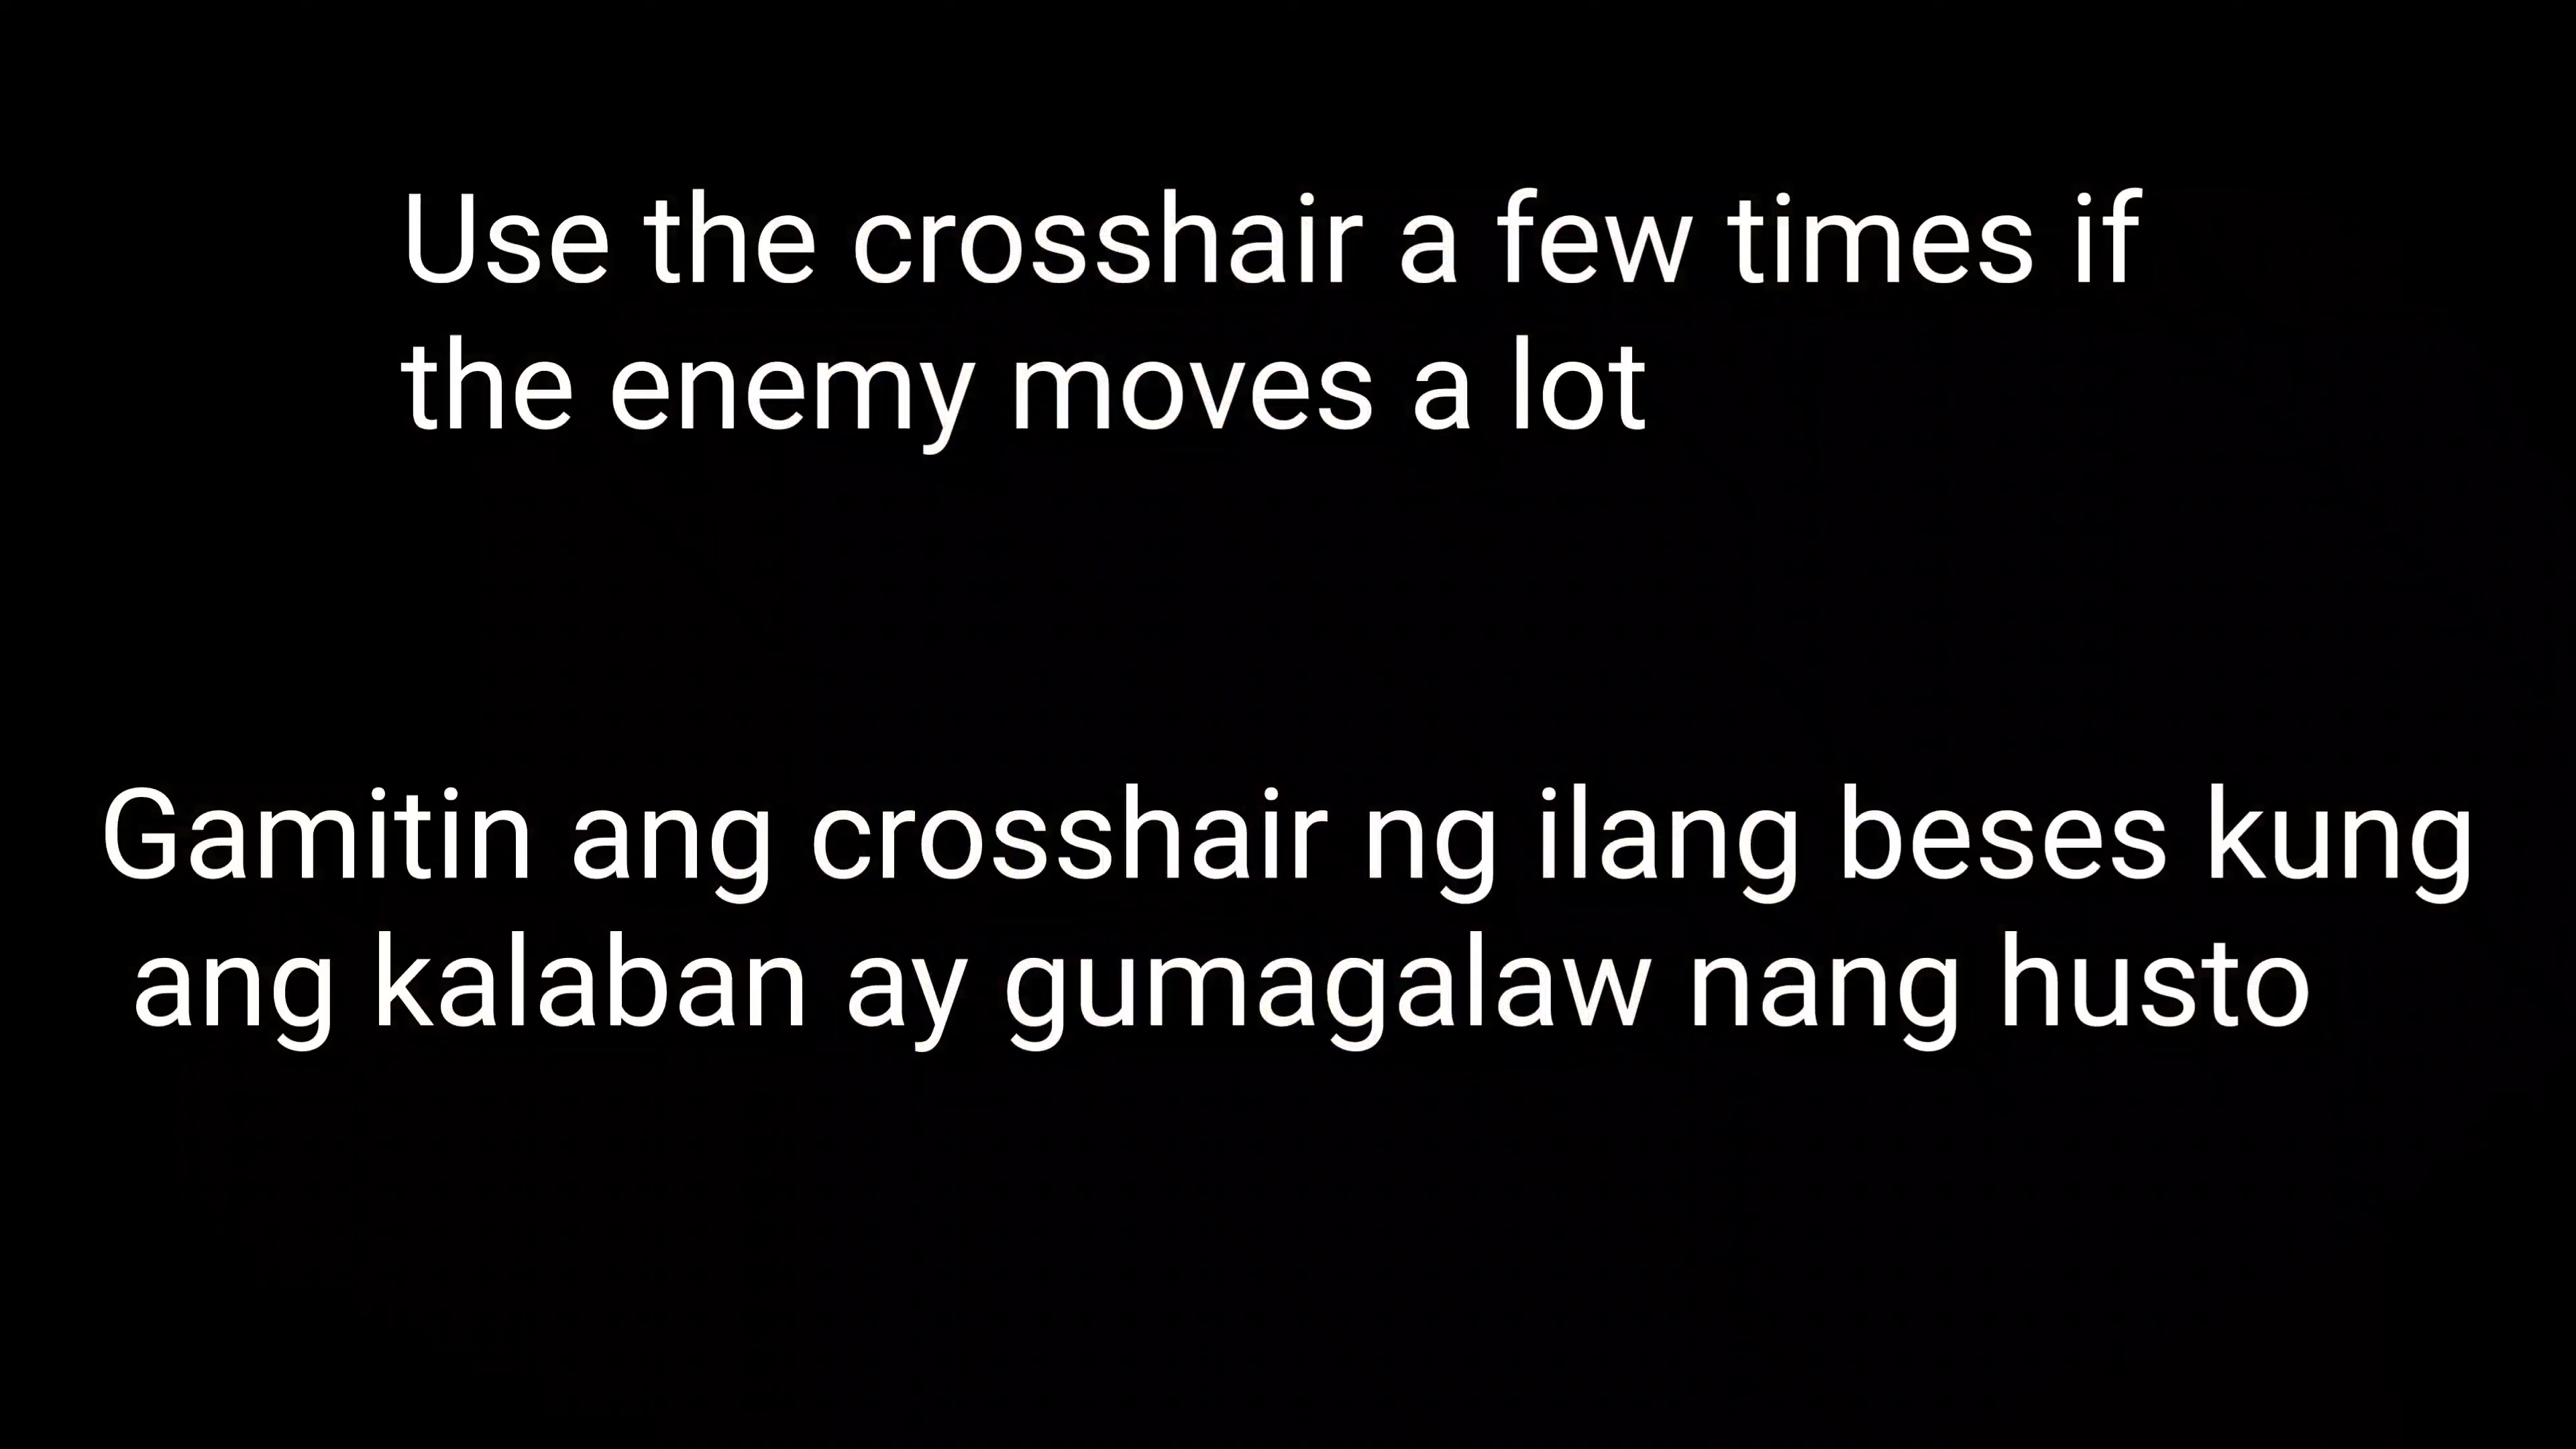 Use the crosshair a few times if
the enemy moves a lot
Gamitin ang crosshair ng ilang beses kung
ang kalaban ay gumagalaw nang husto